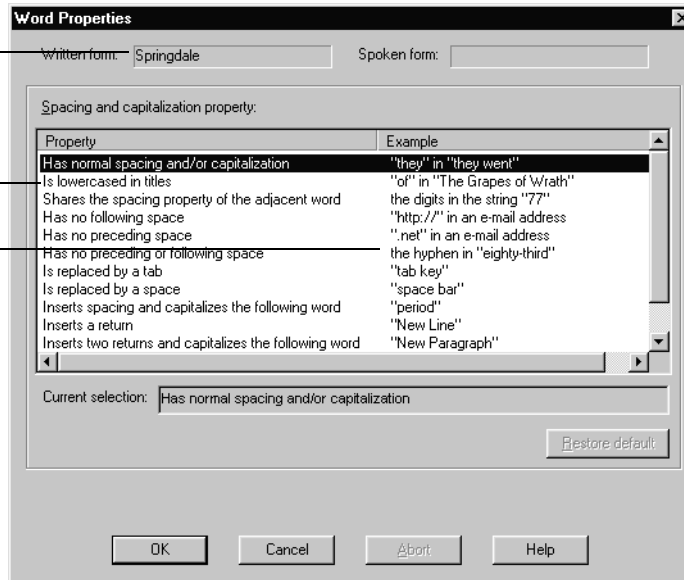 Word Properties
Written form: Springdale Spoken form:
Spacing and capitalization property:
Property Example
Has normal spacing and/or capitalization "they" in "they went"
Is lowercased in titles "of" in "The Grapes of Wrath"
Shares the spacing property of the adjacent word the digits in the string "77"
Has no following space "http://" in an e-mail address
Has no preceding space ".net" in an e-mail address
Has no preceding or following space the hyphen in "eighty-third"
Is replaced by a tab "tab key"
Is replaced by a space "space bar"
Inserts spacing and capitalizes the following word "period"
Inserts a return "New Line"
Inserts two returns and capitalizes the following word "New Paragraph"
Current selection: Has normal spacing and/or capitalization
Restore default
OK Cancel Abort Help